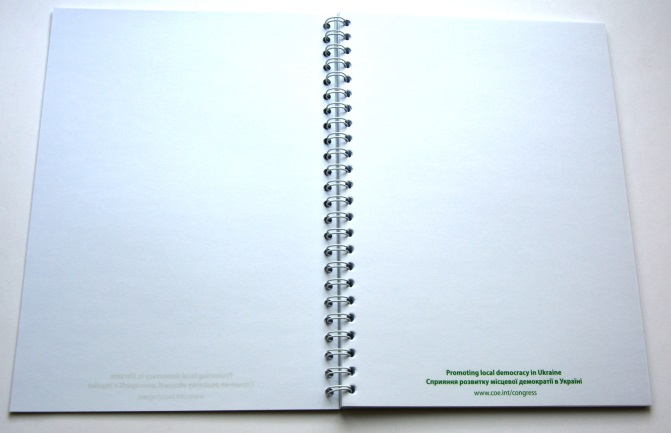 Promoting local democracy in Ukraine
Сприяння розвитку місцевої демократії в Україні
www.coe.int/congress